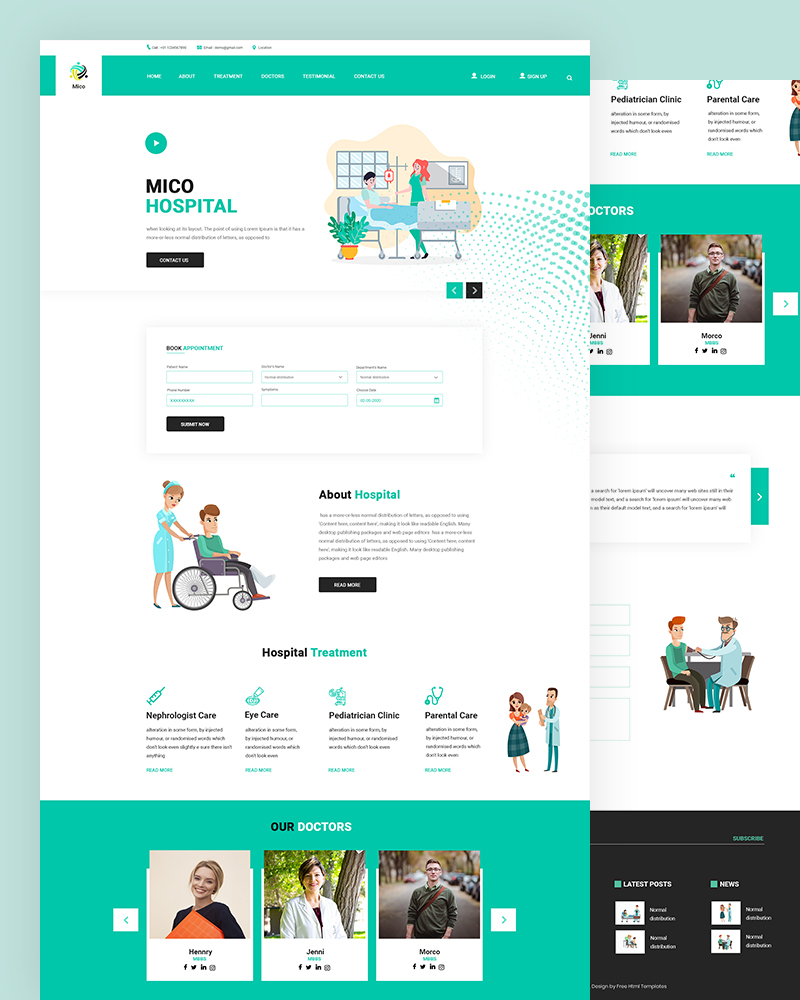 Call : +01 1234567890
Email : demo@gmail.com
Location
Mico
HOME
ABOUT
TREATMENT
DOCTORS
TESTIMONIAL
CONTACT US
LOGIN
SIGN UP
MICO
HOSPITAL
when looking at its layout. The point of using Lorem Ipsum is that it has a
more-or-less normal distribution of letters, as opposed to
CONTACT US
BOOK APPOINTMENT
Patient Name
Doctor's Name
Department's Name
Normal distribution
Normal distribution
Phone Number
Symptoms
Choose Date
XXXXXXXXX
SUBMIT NOW
About Hospital
has a more-or-less normal distribution of letters, as opposed to using
'Content here, content here', making it look like readable English. Many
desktop publishing packages and web page editors has a more-or-less
normal distribution of letters, as opposed to using 'Content here, content
here', making it look like readable English. Many desktop publishing
packages and web page editors
READ MORE
Hospital Treatment
Nephrologist Care
alteration in some form, by injected
humour, or randomised words which
don't look even slightly e sure there isn't
anything
READ MORE
Eye Care
alteration in some form,
by injected humour, or
randomised words which
don't look even
READ MORE
Pediatrician Clinic
alteration in some form, by
injected humour, or randomised
words which don't look even
READ MORE
Parental Care
alteration in some form,
by injected humour, or
randomised words which
don't look even
READ MORE
OUR DOCTORS
Hennry
MBBS
Jenni
MBBS
Morco
MBBS
Pediatrician Clinic
alteration in some form, by
injected humour, or randomised
words which don't look even
READ MORE
Parental Care
alteration in some form,
by injected humour, or
randomised words which
don't look even
READ MORE
OCTORS
Jenni
MBBS
Morco
MBBS
a search for 'lorem ipsum' will uncover many web sites still in their
model text, and a search for 'lorem ipsum' will uncover many web
as their default model text, and a search for 'lorem ipsum' will
SUBSCRIBE
LATEST POSTS
Normal
distribution
Normal
distribution
NEWS
Normal
distribution
Normal
distribution
Design by Free Html Templates